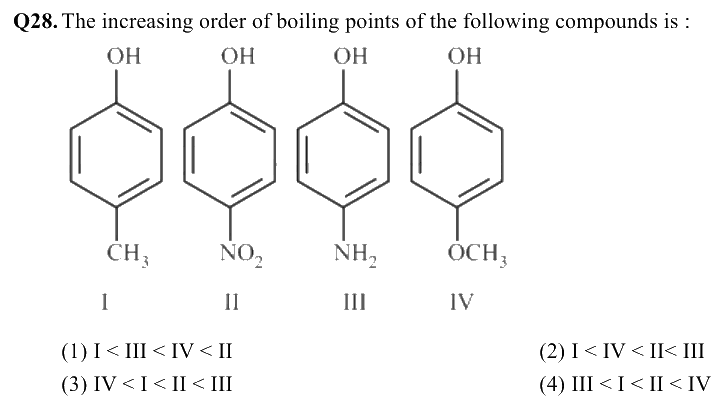 Q28. The increasing order of boiling points of the following compounds is :
OH OH OH OH
CH₃ NO₂ NH₂ OCH₃
I II III IV
(1) I < III < IV < II (2) I < IV < II< III
(3) IV < I < II < III (4) III < I < II < IV